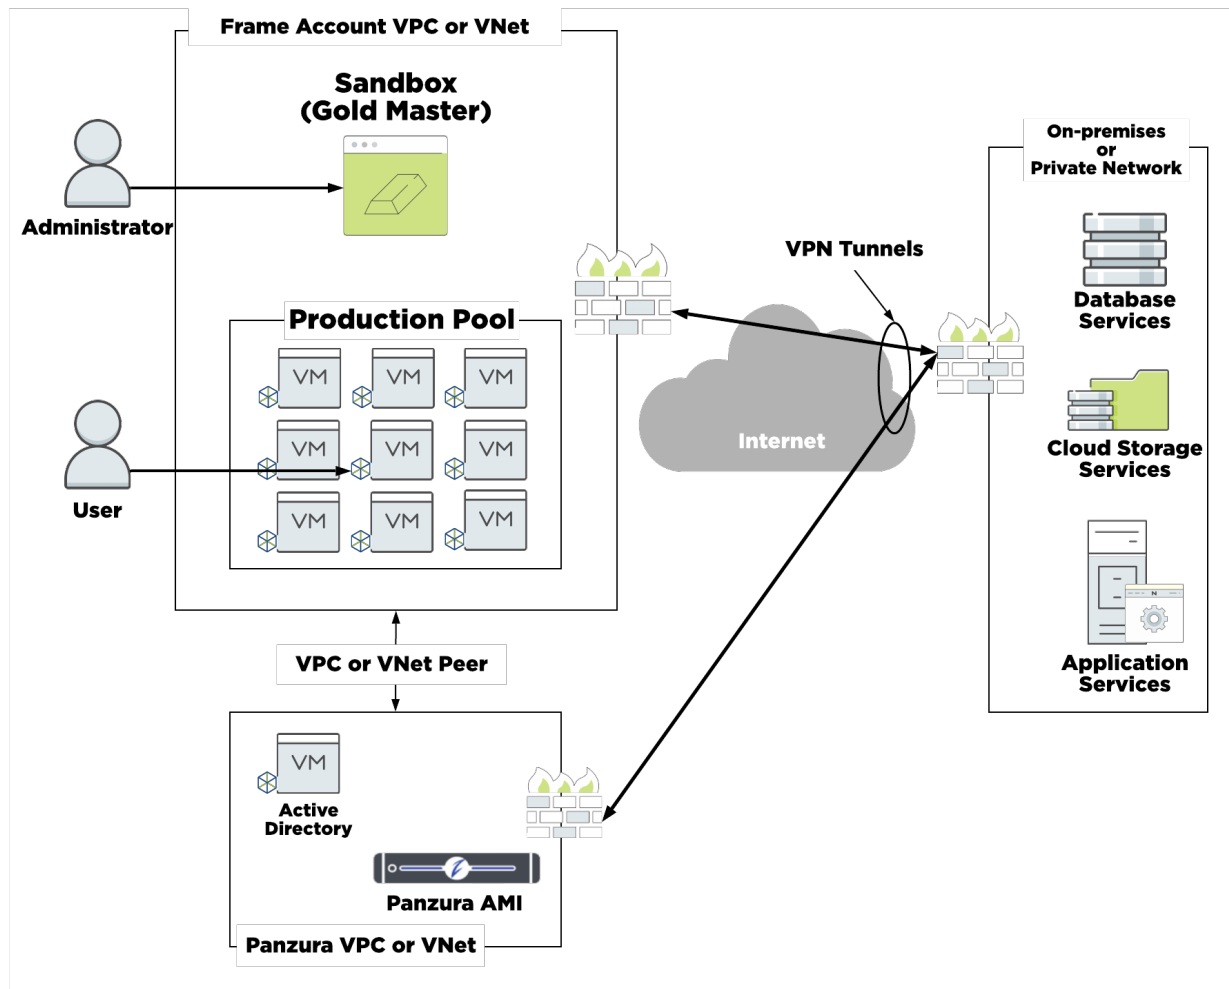 Frame Account VPC or VNet
Sandbox
(Gold Master)
Administrator
Production Pool
VM
VM
VM
VM
VM
VM
VM
VM
VM
User
VPN Tunnels
Internet
On-premises
or
Private Network
Database
Services
Cloud Storage
Services
N
Application
Services
VPC or VNet Peer
VM
Active
Directory
Panzura AMI
Panzura VPC or VNet